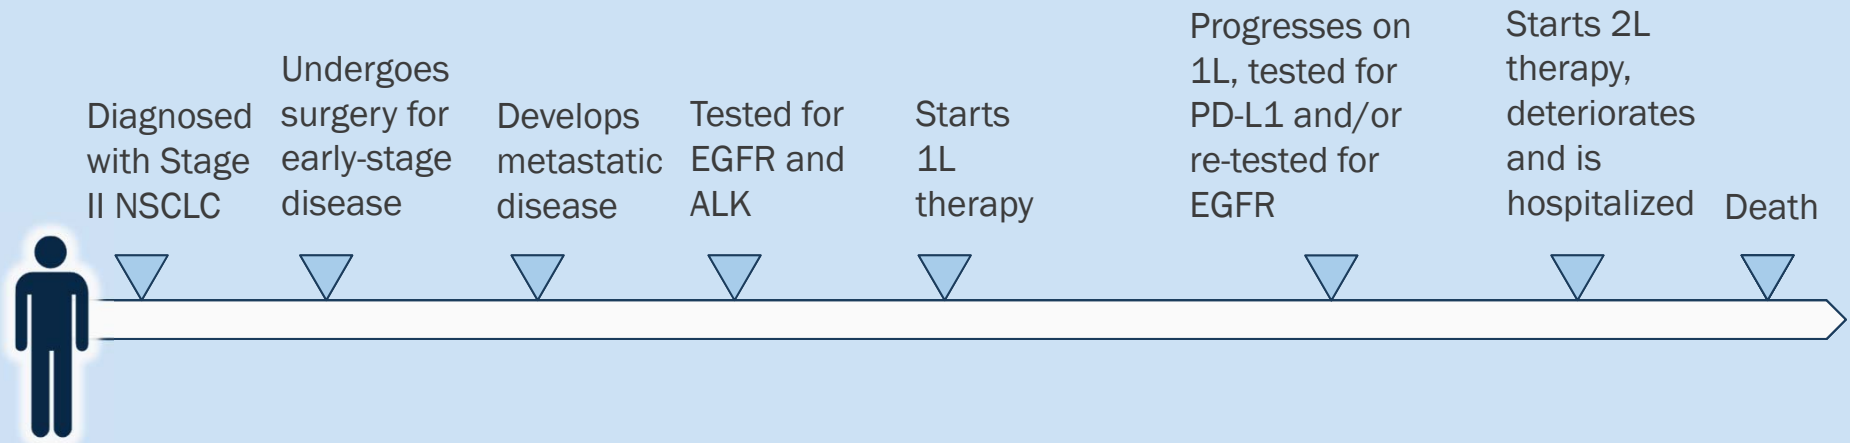 Diagnosed
with Stage
II NSCLC
Undergoes
surgery for
early-stage
disease
Develops
metastatic
disease
Tested for
EGFR and
ALK
Starts
1L
therapy
Progresses on
1L, tested for
PD-L1 and/or
re-tested for
EGFR
Starts 2L
therapy,
deteriorates
and is
hospitalized
Death